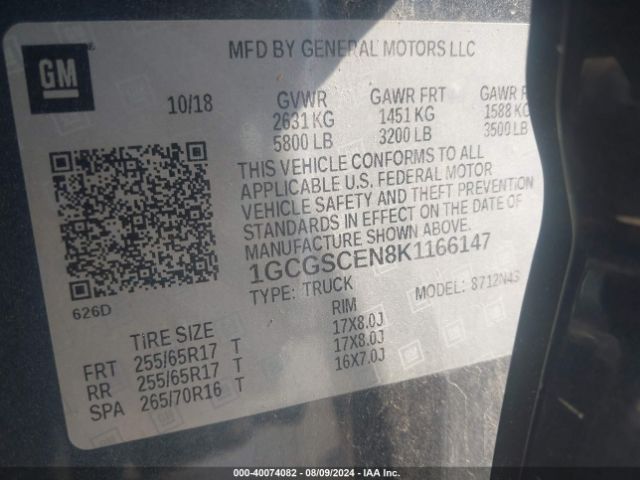 GM
MFD BY GENERAL MOTORS LLC
10/18 GVWR GAWR FRT GAWR
2631 KG 1451 KG 1588 KG
5800 LB 3200 LB 3500 LB
THIS VEHICLE CONFORMS TO ALL
APPLICABLE U.S. FEDERAL MOTOR
VEHICLE SAFETY AND THEFT PREVENTION
STANDARDS IN EFFECT ON THE DATE OF
MANUFACTURE SHOWN ABOVE.
1GCGSCEN8K1166147
TYPE: TRUCK MODEL: 8712N43
626D
TIRE SIZE RIM
FRT 255/65R17 T 17X8.0J
RR 255/65R17 T 17X8.0J
SPA 265/70R16 T 16X7.0J
000-40074082 - 08/09/2024 - IAA Inc.